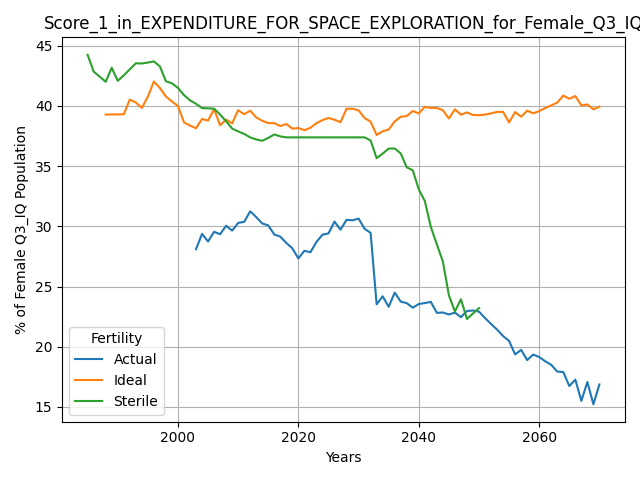 Score_1_in_EXPENDITURE_FOR_SPACE_EXPLORATION_for_Female_Q3_IQ
45
40
35
30
25
20
15
% of Female Q3_IQ Population
Fertility
Actual
Ideal
Sterile
2000
2020
2040
2060
Years